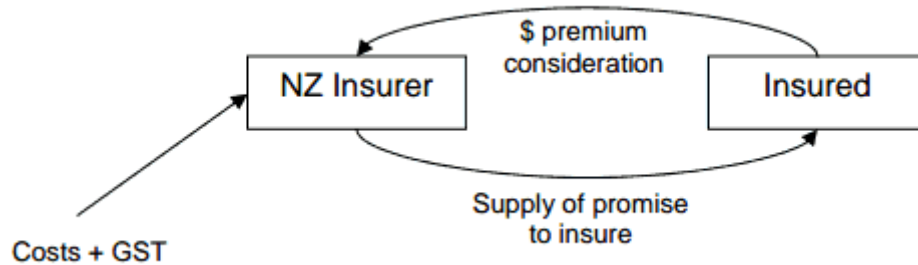 $ premium
consideration
NZ Insurer
Insured
Supply of promise
to insure
Costs + GST